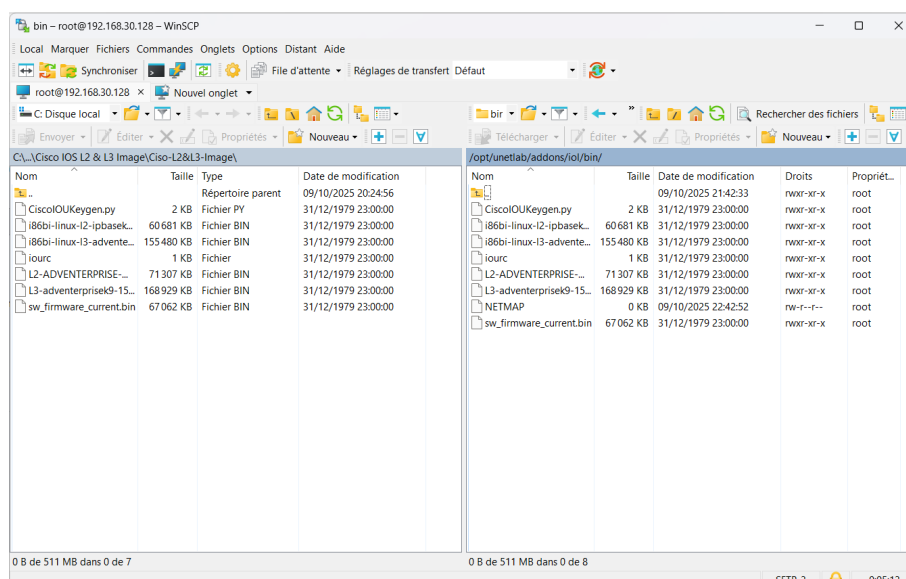 bin – root@192.168.30.128 – WinSCP
Local Marquer Fichiers Commandes Onglets Options Distant Aide
Synchroniser File d'attente Réglages de transfert Défaut
root@192.168.30.128 × Nouvel onglet
C: Disque local bir Rechercher des fichiers
Envoyer Éditer Propriétés Nouveau Télécharger Éditer Propriétés Nouveau
C:\...\Cisco IOS L2 & L3 Image\Ciso-L2&L3-Image\ /opt/unetlab/addons/iol/bin/
Nom Taille Type Date de modification Nom Taille Date de modification Droits Propriét...
.. Répertoire parent 09/10/2025 20:24:56 .. 09/10/2025 21:42:33 rwxr-xr-x root
CiscoIOUKeygen.py 2 KB Fichier PY 31/12/1979 23:00:00 CiscoIOUKeygen.py 2 KB 31/12/1979 23:00:00 rwxr-xr-x root
i86bi-linux-l2-ipbasek... 60 681 KB Fichier BIN 31/12/1979 23:00:00 i86bi-linux-l2-ipbasek... 60 681 KB 31/12/1979 23:00:00 rwxr-xr-x root
i86bi-linux-l3-advente... 155 480 KB Fichier BIN 31/12/1979 23:00:00 i86bi-linux-l3-advente... 155 480 KB 31/12/1979 23:00:00 rwxr-xr-x root
iourc 1 KB Fichier 31/12/1979 23:00:00 iourc 1 KB 31/12/1979 23:00:00 rwxr-xr-x root
L2-ADVENTERPRISE-... 71 307 KB Fichier BIN 31/12/1979 23:00:00 L2-ADVENTERPRISE-... 71 307 KB 31/12/1979 23:00:00 rwxr-xr-x root
L3-adventerprisek9-15... 168 929 KB Fichier BIN 31/12/1979 23:00:00 L3-adventerprisek9-15... 168 929 KB 31/12/1979 23:00:00 rwxr-xr-x root
sw_firmware_current.bin 67 062 KB Fichier BIN 31/12/1979 23:00:00 NETMAP 0 KB 09/10/2025 22:42:52 rw-r--r-- root
sw_firmware_current.bin 67 062 KB 31/12/1979 23:00:00 rwxr-xr-x root
0 B de 511 MB dans 0 de 7 0 B de 511 MB dans 0 de 8